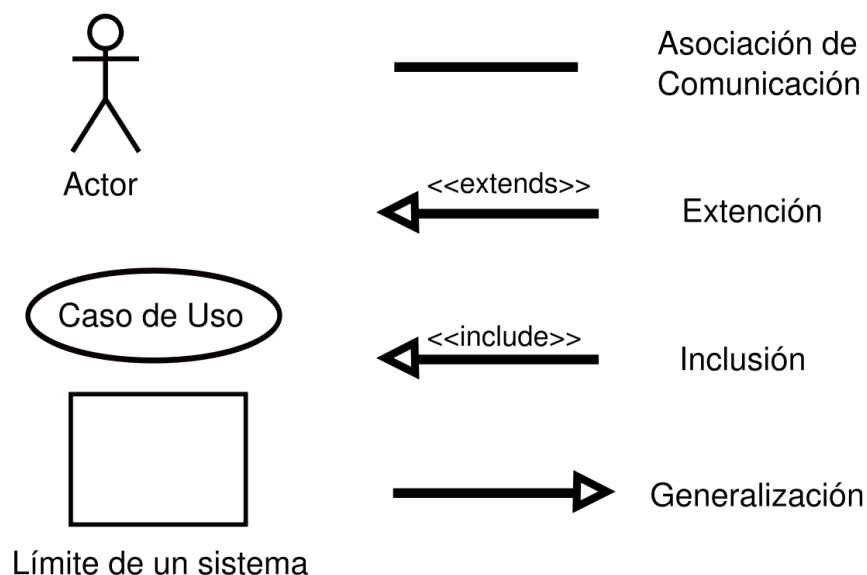 Actor
Caso de Uso
Límite de un sistema
Asociación de
Comunicación
<<extends>>
Extención
<<include>>
Inclusión
Generalización